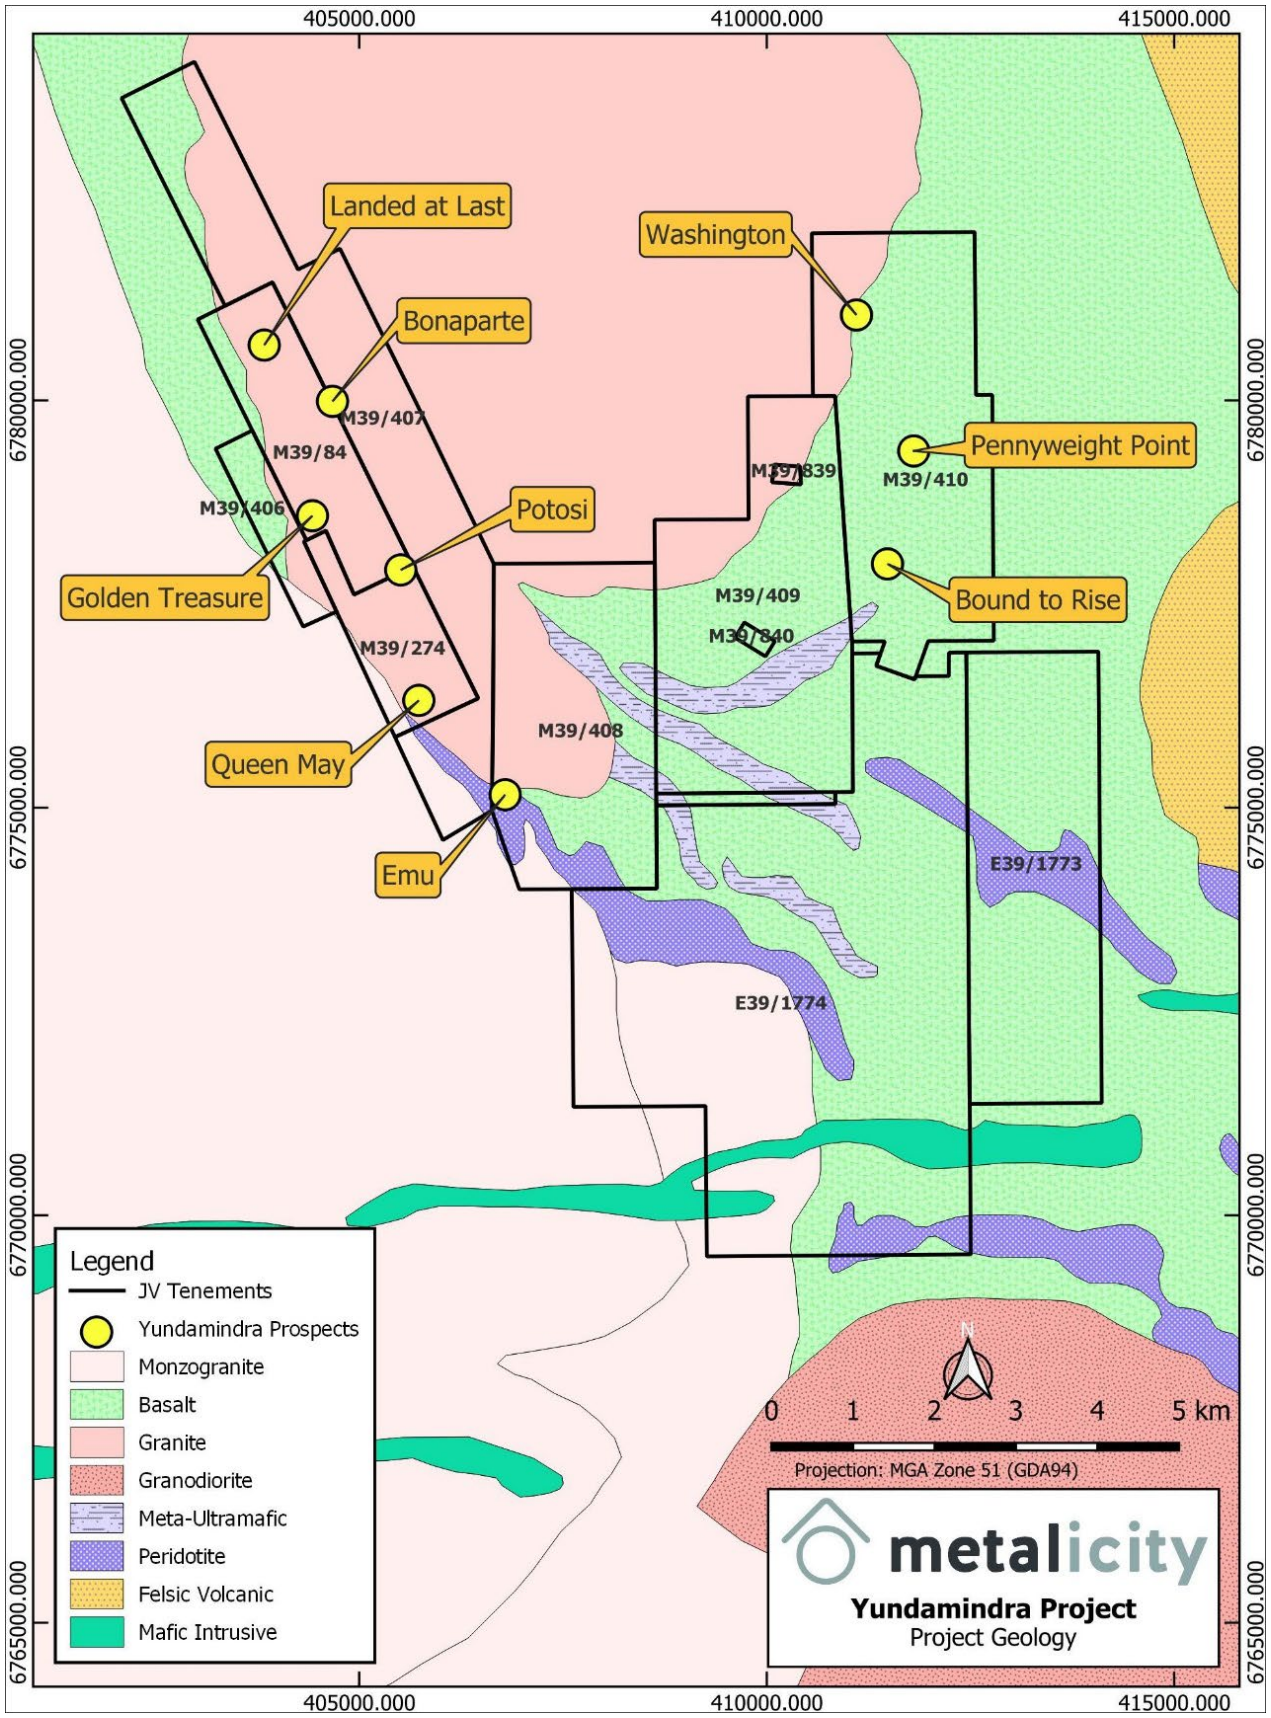 405000.000 410000.000 415000.000
Landed at Last
Washington
Bonaparte
6780000.000
6780000.000
M39/407
M39/84
Pennyweight Point
M39/839
M39/410
M39/406
Potosi
Golden Treasure
M39/409
Bound to Rise
M39/840
M39/274
M39/408
Queen May
6775000.000
6775000.000
Emu
E39/1773
E39/1774
6770000.000
6770000.000
Legend
JV Tenements
Yundamindra Prospects
Monzogranite
Basalt
Granite
Granodiorite
Meta-Ultramafic
Peridotite
Felsic Volcanic
Mafic Intrusive
N
0 1 2 3 4 5 km
Projection: MGA Zone 51 (GDA94)
metalicity
Yundamindra Project
Project Geology
6765000.000
6765000.000
405000.000 410000.000 415000.000